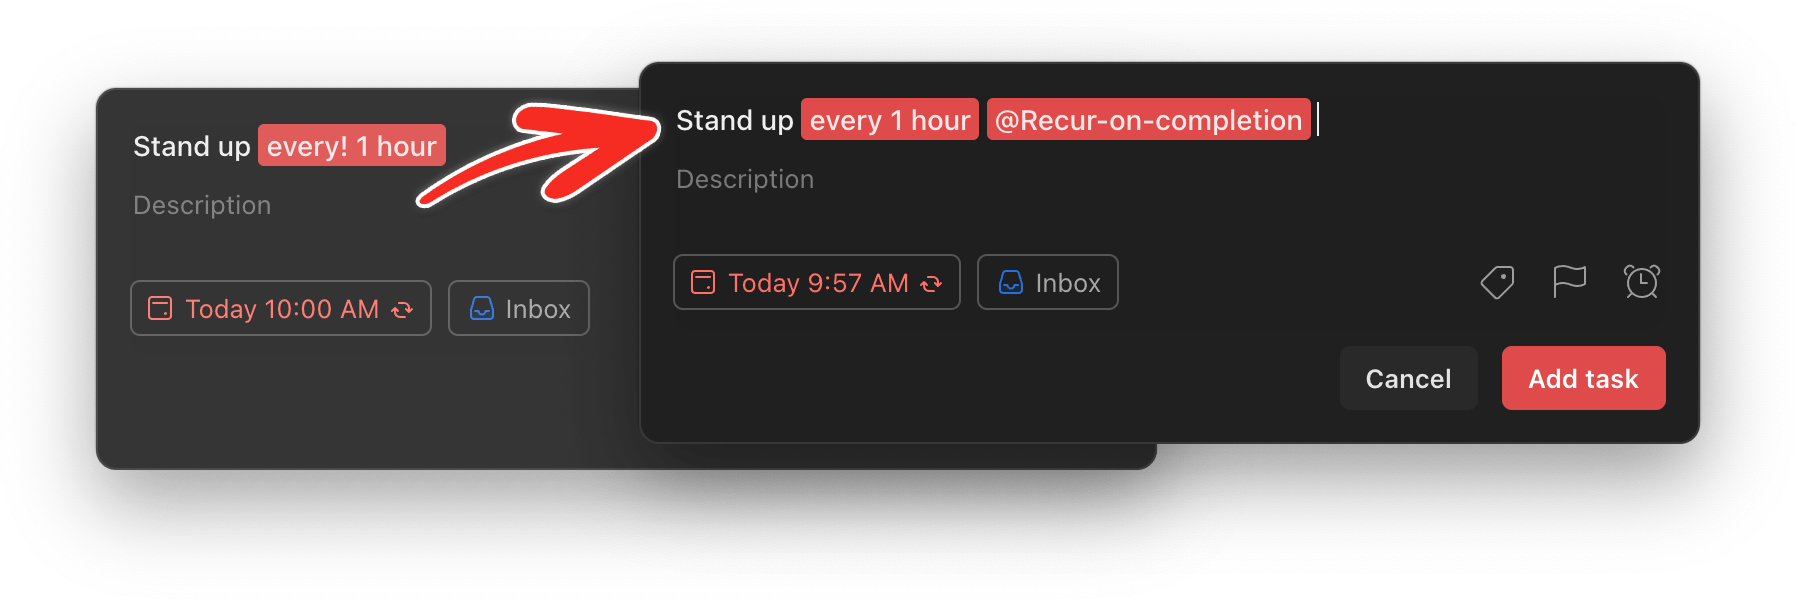 Stand up every! 1 hour
Description
Today 10:00 AM
Inbox
Stand up every 1 hour @Recur-on-completion
Description
Today 9:57 AM
Inbox
Cancel
Add task